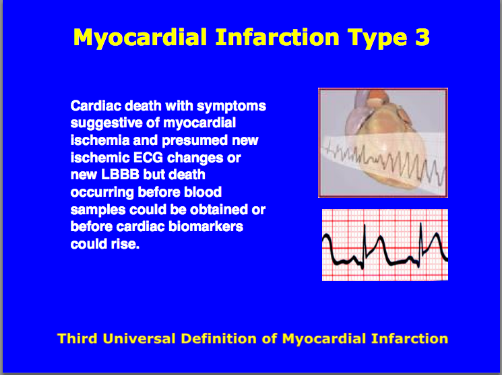 Myocardial Infarction Type 3
Cardiac death with symptoms
suggestive of myocardial
ischemia and presumed new
ischemic ECG changes or
new LBBB but death
occurring before blood
samples could be obtained or
before cardiac biomarkers
could rise.
Third Universal Definition of Myocardial Infarction